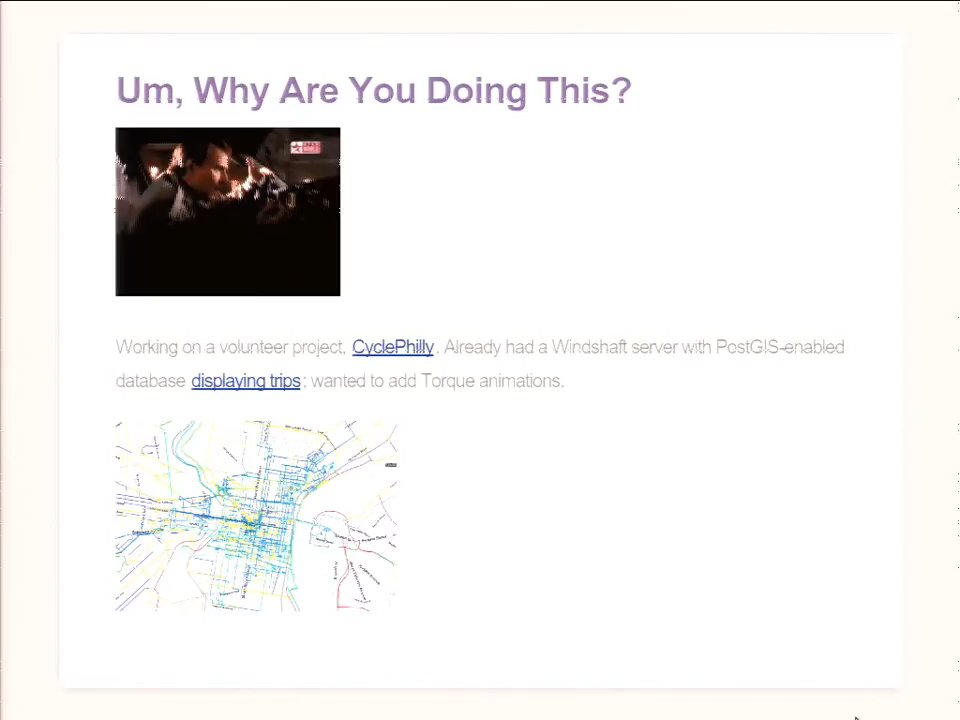 Um, Why Are You Doing This?
Working on a volunteer project, CyclePhilly. Already had a Windshaft server with PostGIS-enabled
database displaying trips; wanted to add Torque animations.